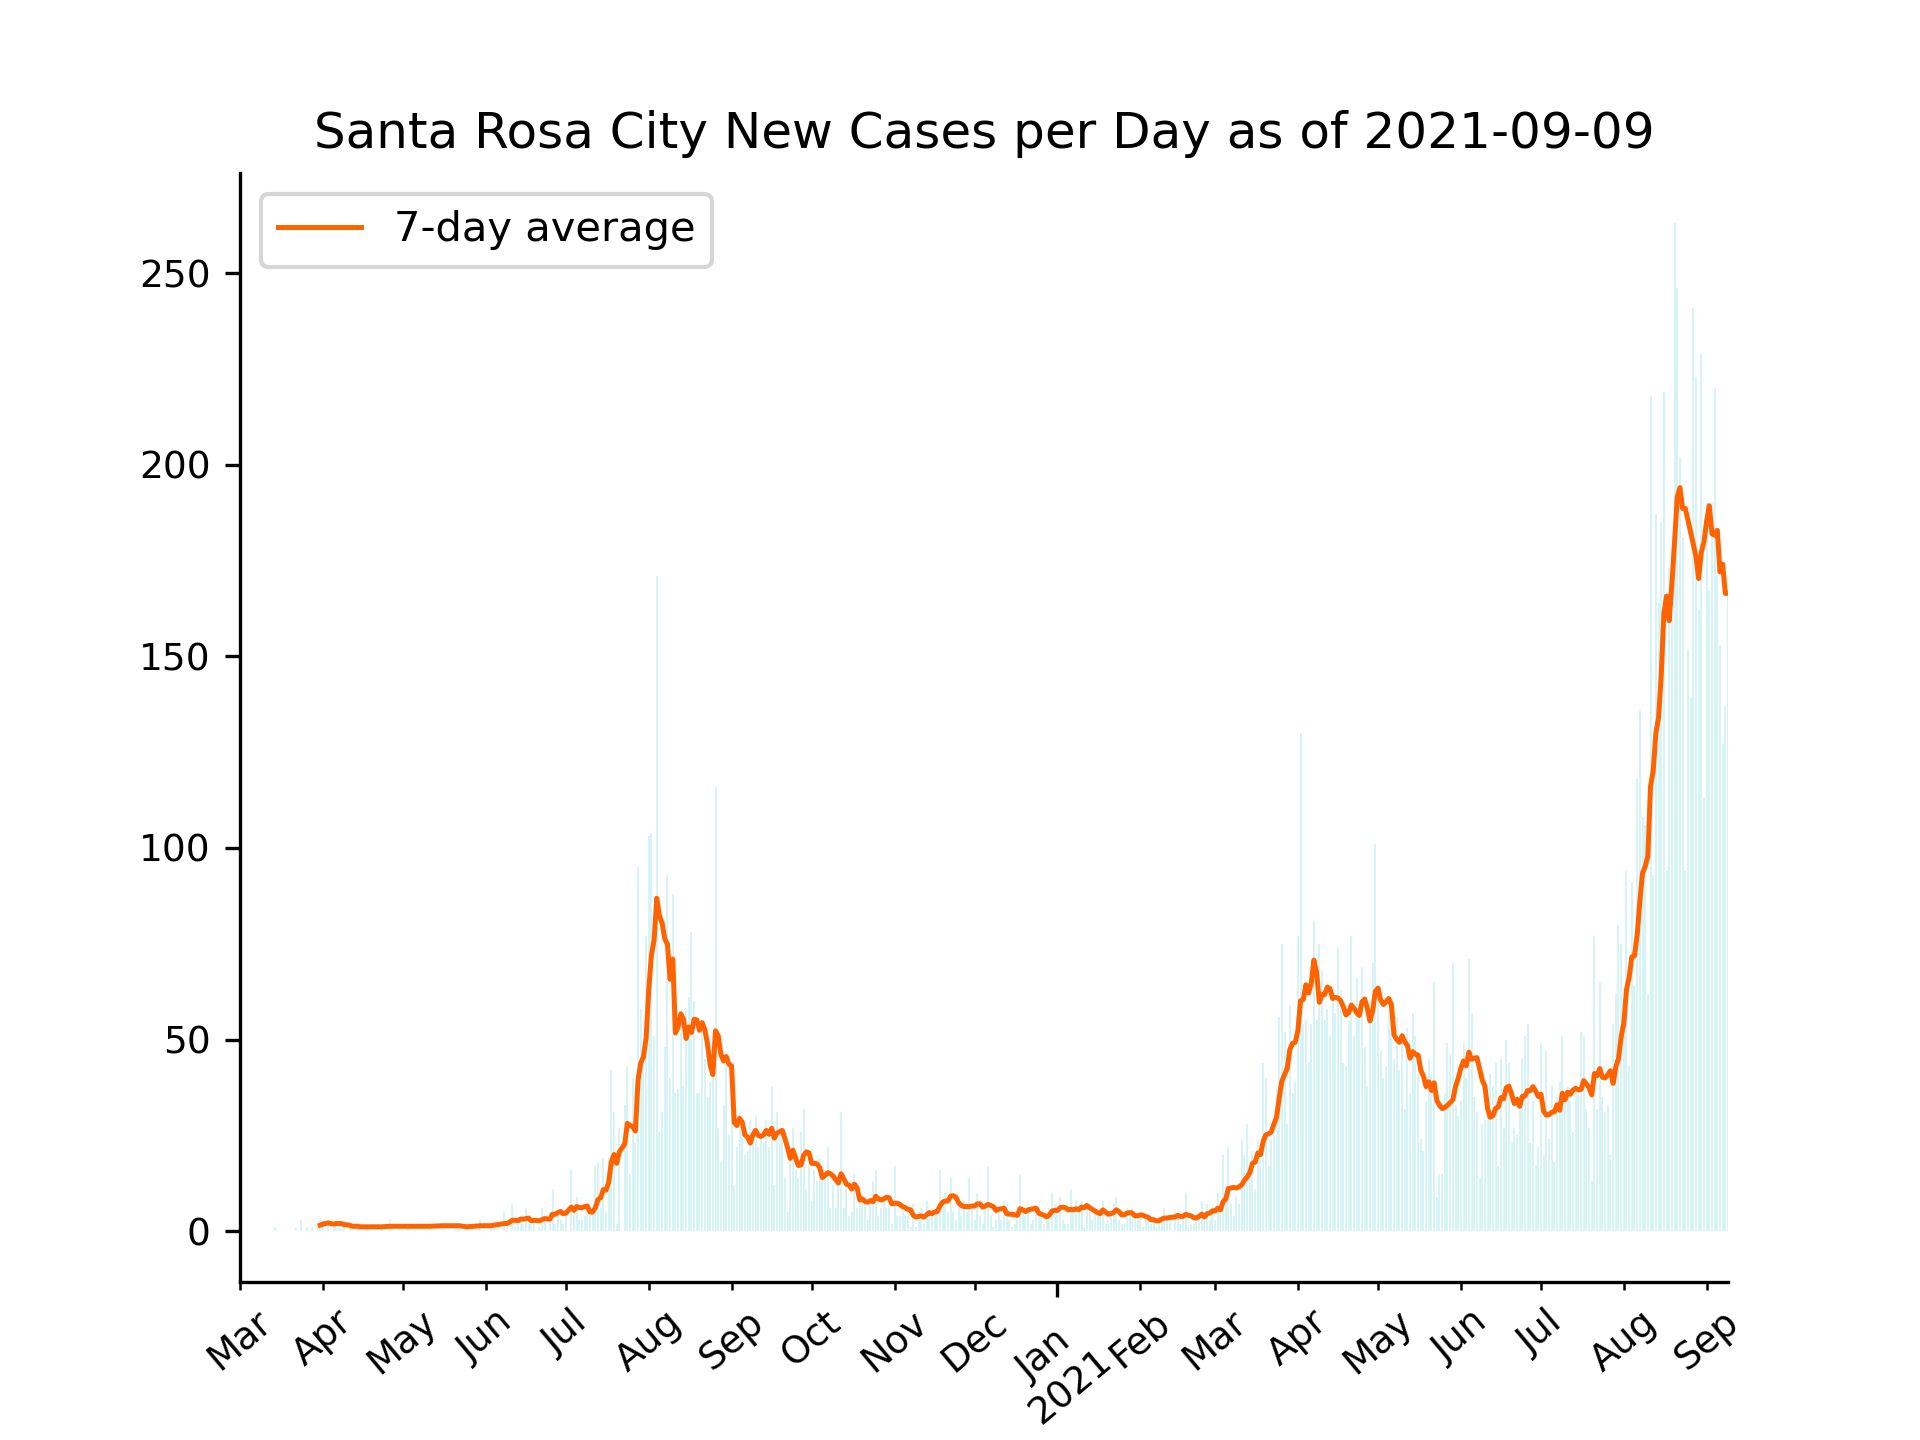 Santa Rosa City New Cases per Day as of 2021-09-09
7-day average
250
200
150
100
50
0
Mar Apr May Jun Jul Aug Sep Oct Nov Dec Jan Feb Mar Apr May Jun Jul Aug Sep
2021